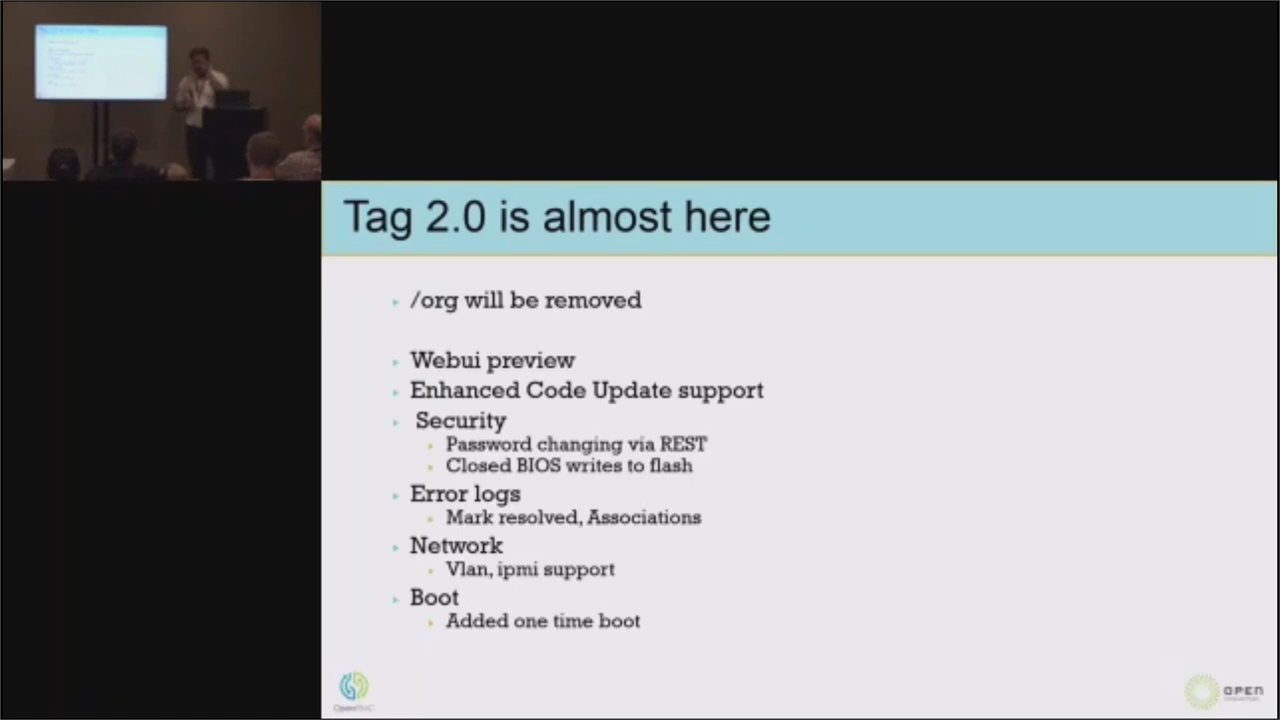 Tag 2.0 is almost here
/org will be removed
Webui preview
Enhanced Code Update support
Security
Password changing via REST
Closed BIOS writes to flash
Error logs
Mark resolved, Associations
Network
Vlan, ipmi support
Boot
Added one time boot
OpenBMC
OPEN